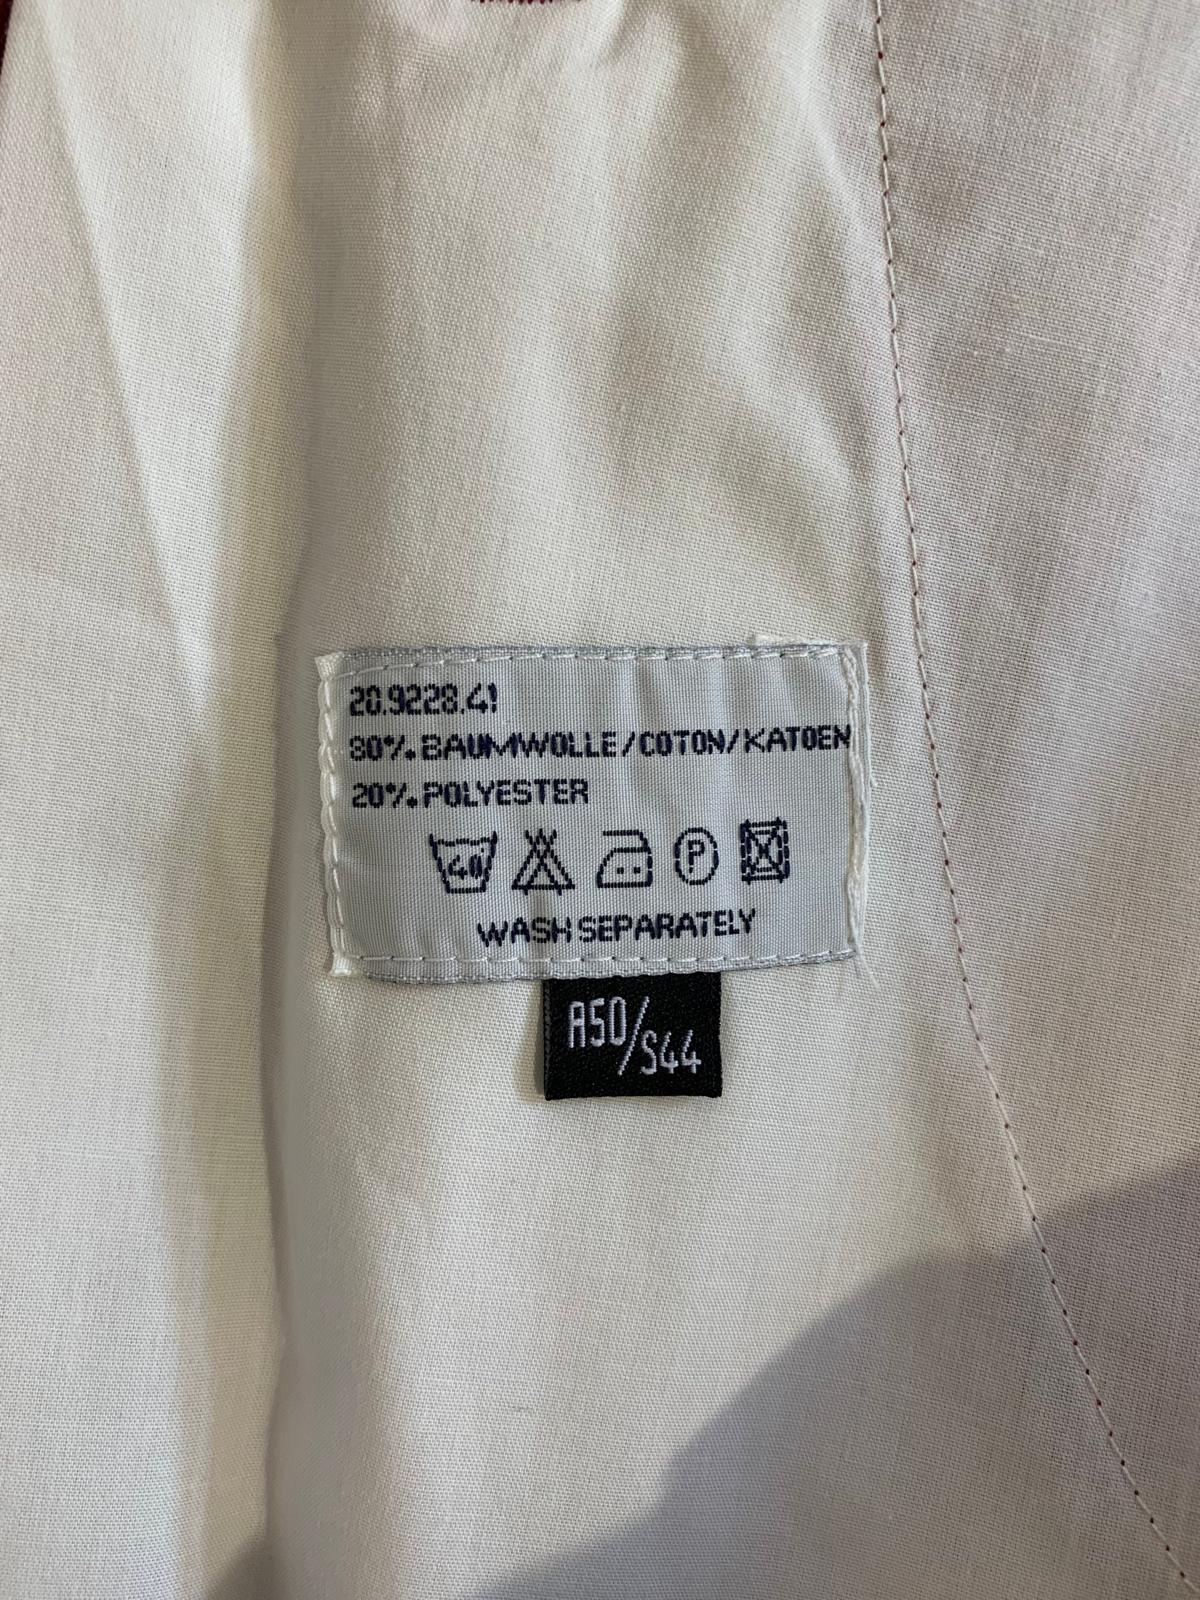 20.9228.41
80% BAUMWOLLE/COTON/KATOEN
20% POLYESTER
40 P
WASH SEPARATELY
A50/S44